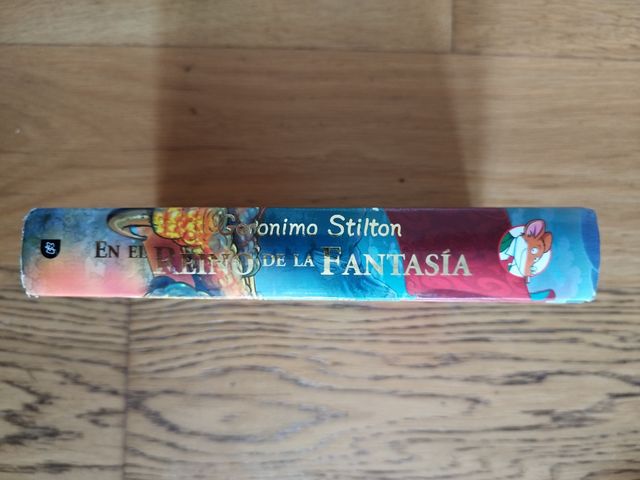 Geronimo Stilton
EN EL REINO DE LA FANTASÍA